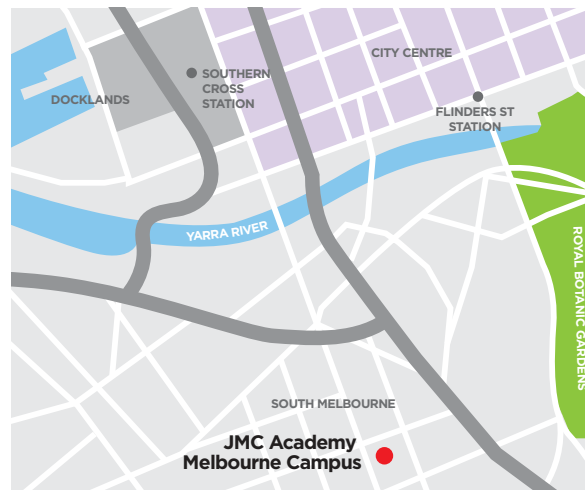 CITY CENTRE
SOUTHERN
CROSS
STATION
DOCKLANDS
FLINDERS ST
STATION
YARRA RIVER
ROYAL BOTANIC GARDENS
SOUTH MELBOURNE
JMC Academy
Melbourne Campus